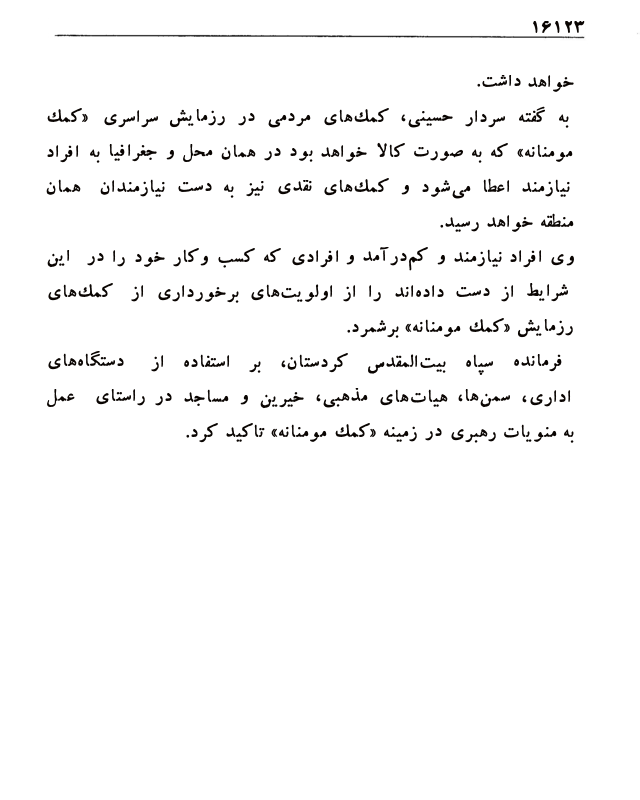 ۱۶۱۲۳
خواهد داشت.
به گفته سردار حسینی، کمک‌های مردمی در رزمایش سراسری «کمک
مومنانه» که به صورت کالا خواهد بود در همان محل و جغرافیا به افراد
نیازمند اعطا می‌شود و کمک‌های نقدی نیز به دست نیازمندان همان
منطقه خواهد رسید.
وی افراد نیازمند و کم‌درآمد و افرادی که کسب وکار خود را در این
شرایط از دست داده‌اند را از اولویت‌های برخورداری از کمک‌های
رزمایش «کمک مومنانه» برشمرد.
فرمانده سپاه بیت‌المقدس کردستان، بر استفاده از دستگاه‌های
اداری، سمن‌ها، هیات‌های مذهبی، خیرین و مساجد در راستای عمل
به منویات رهبری در زمینه «کمک مومنانه» تاکید کرد.